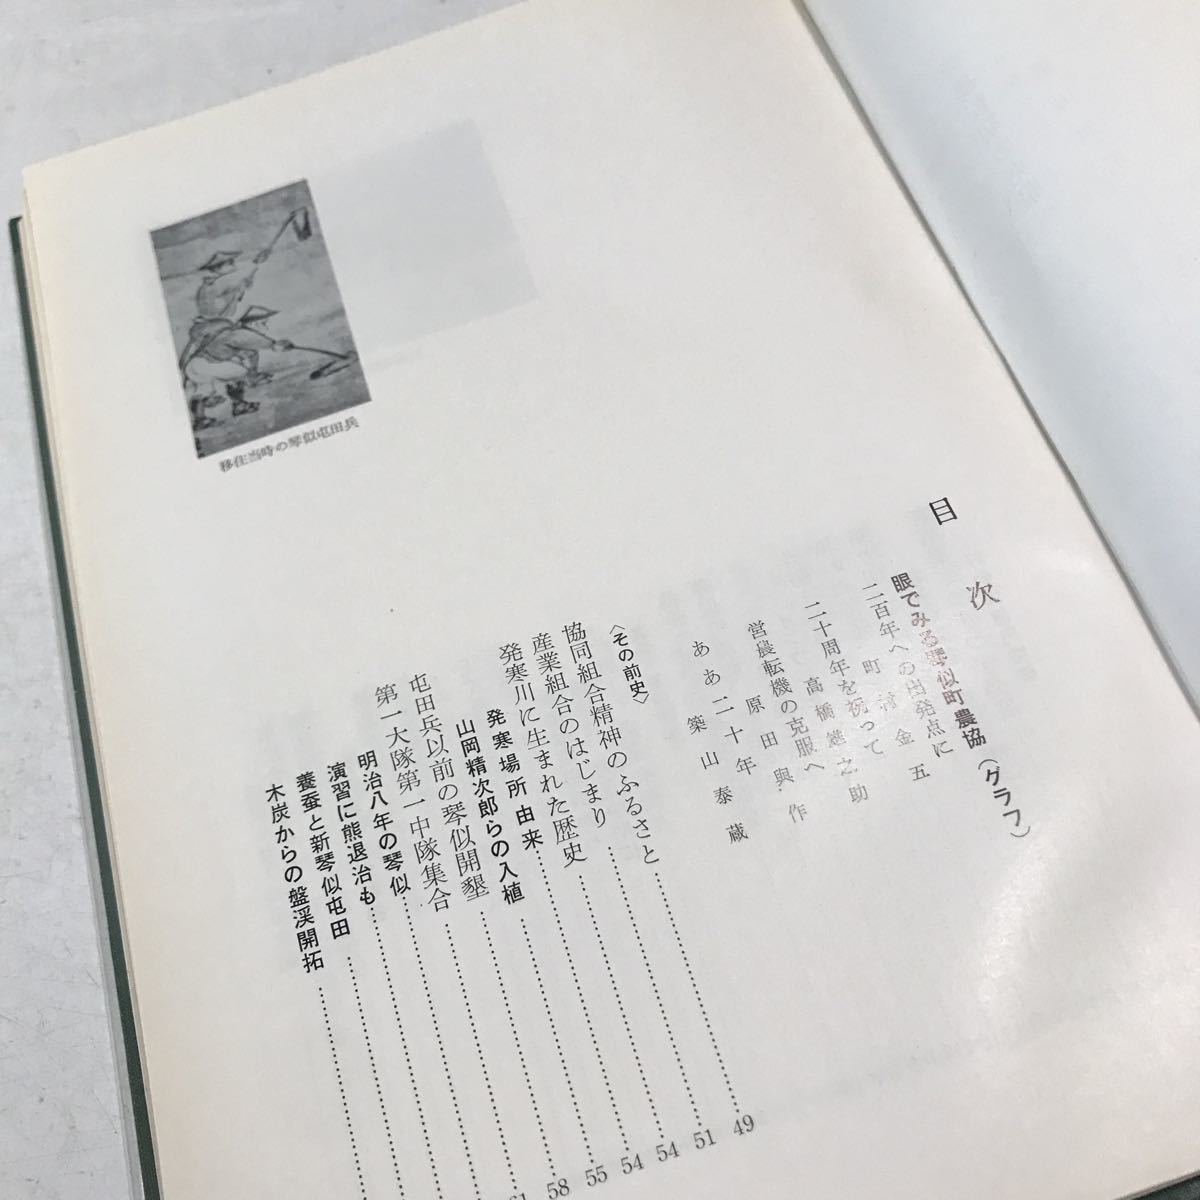 移住当時の琴似屯田兵
目次
眼でみる琴似町農協（グラフ）
二百年への出発点に
町村金五
二十周年を祝って
高橋雄之助
営農転機の克服へ
原田與作
ああ二十年
築山泰蔵
〈その前史〉
協同組合精神のふるさと……………49
産業組合のはじまり……………51
発寒川に生まれた歴史……………54
発寒場所由来……………54
山岡精次郎らの入植……………55
屯田兵以前の琴似開墾……………58
第一大隊第一中隊集合……………
明治八年の琴似……………
演習に熊退治も……………
養蚕と新琴似屯田……………
木炭からの盤渓開拓……………